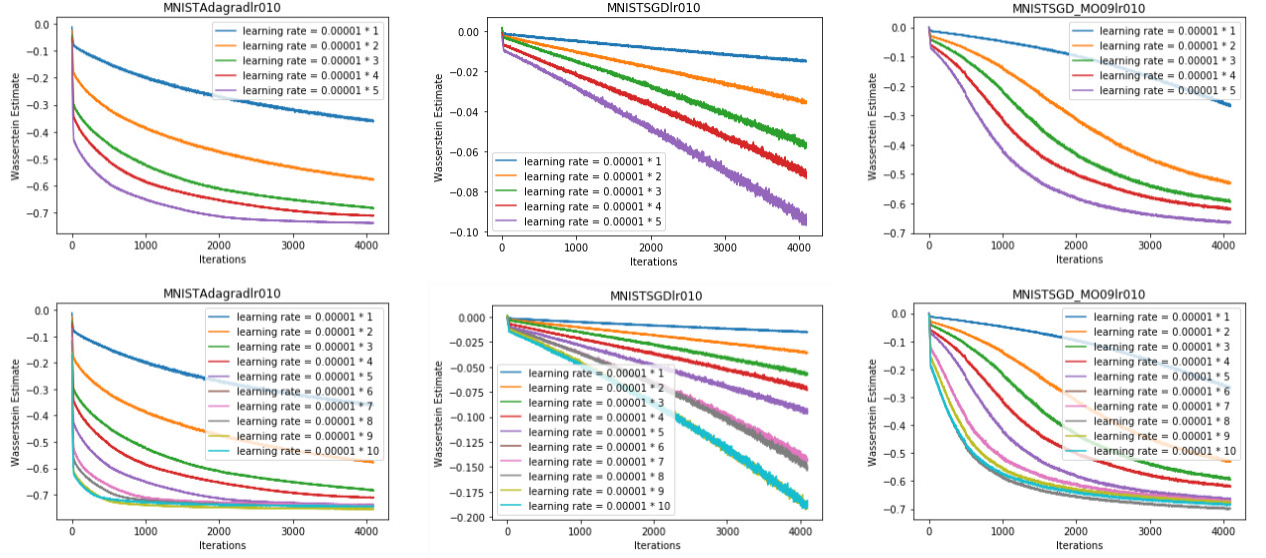 MNISTAdagradlr010
Wasserstein Estimate
0.0
−0.1
−0.2
−0.3
−0.4
−0.5
−0.6
−0.7
learning rate = 0.00001 * 1
learning rate = 0.00001 * 2
learning rate = 0.00001 * 3
learning rate = 0.00001 * 4
learning rate = 0.00001 * 5
0 1000 2000 3000 4000
Iterations
MNISTSGDlr010
Wasserstein Estimate
0.00
−0.02
−0.04
−0.06
−0.08
−0.10
learning rate = 0.00001 * 1
learning rate = 0.00001 * 2
learning rate = 0.00001 * 3
learning rate = 0.00001 * 4
learning rate = 0.00001 * 5
0 1000 2000 3000 4000
Iterations
MNISTSGD_MO09lr010
Wasserstein Estimate
0.0
−0.1
−0.2
−0.3
−0.4
−0.5
−0.6
−0.7
learning rate = 0.00001 * 1
learning rate = 0.00001 * 2
learning rate = 0.00001 * 3
learning rate = 0.00001 * 4
learning rate = 0.00001 * 5
0 1000 2000 3000 4000
Iterations
MNISTAdagradlr010
Wasserstein Estimate
0.0
−0.1
−0.2
−0.3
−0.4
−0.5
−0.6
−0.7
learning rate = 0.00001 * 1
learning rate = 0.00001 * 2
learning rate = 0.00001 * 3
learning rate = 0.00001 * 4
learning rate = 0.00001 * 5
learning rate = 0.00001 * 6
learning rate = 0.00001 * 7
learning rate = 0.00001 * 8
learning rate = 0.00001 * 9
learning rate = 0.00001 * 10
0 1000 2000 3000 4000
Iterations
MNISTSGDlr010
Wasserstein Estimate
0.000
−0.025
−0.050
−0.075
−0.100
−0.125
−0.150
−0.175
−0.200
learning rate = 0.00001 * 1
learning rate = 0.00001 * 2
learning rate = 0.00001 * 3
learning rate = 0.00001 * 4
learning rate = 0.00001 * 5
learning rate = 0.00001 * 6
learning rate = 0.00001 * 7
learning rate = 0.00001 * 8
learning rate = 0.00001 * 9
learning rate = 0.00001 * 10
0 1000 2000 3000 4000
Iterations
MNISTSGD_MO09lr010
Wasserstein Estimate
0.0
−0.1
−0.2
−0.3
−0.4
−0.5
−0.6
−0.7
learning rate = 0.00001 * 1
learning rate = 0.00001 * 2
learning rate = 0.00001 * 3
learning rate = 0.00001 * 4
learning rate = 0.00001 * 5
learning rate = 0.00001 * 6
learning rate = 0.00001 * 7
learning rate = 0.00001 * 8
learning rate = 0.00001 * 9
learning rate = 0.00001 * 10
0 1000 2000 3000 4000
Iterations